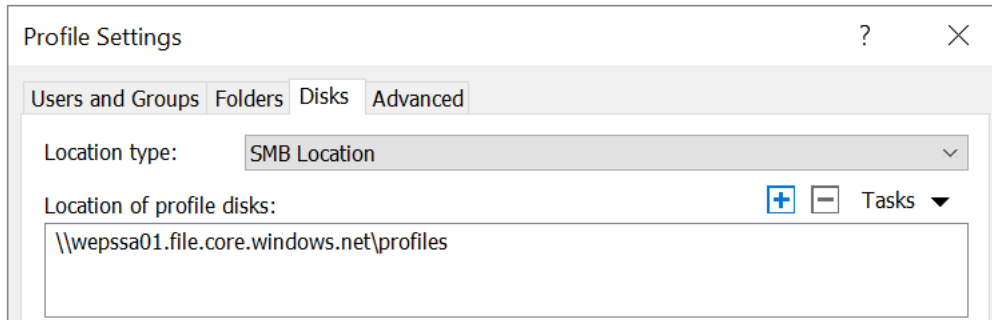 Profile Settings ?
Users and Groups Folders Disks Advanced
Location type: SMB Location
Location of profile disks: Tasks
\\wepssa01.file.core.windows.net\profiles